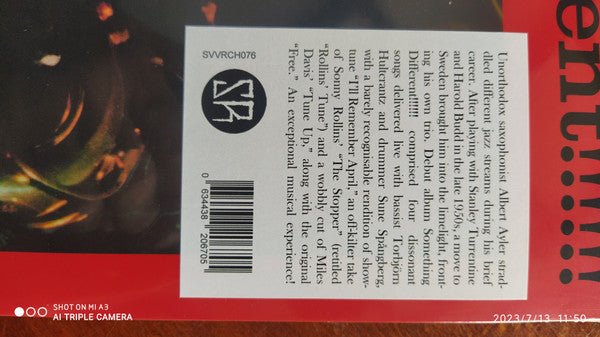 ent!!!!!!
Unorthodox saxophonist Albert Ayler strad-
dled different jazz streams during his brief
career. After playing with Stanley Turrentine
and Harold Budd in the late 1950s, a move to
Sweden brought him into the limelight, front-
ing his own trio. Debut album Something
Different!!!!!! comprised four dissonant
songs delivered live with bassist Torbjörn
Hultcrantz and drummer Sune Spångberg,
with a barely recognisable rendition of show-
tune “I’ll Remember April,” an off-kilter take
of Sonny Rollins’ “The Stopper” (retitled
“Rollins’ Tune”) and a wobbly cut of Miles
Davis’ “Tune Up,” along with the original
“Free.” An exceptional musical experience!
SVVRCH076
SR
0 634438 206705
SHOT ON MI A3
AI TRIPLE CAMERA
2023/7/13 11:50